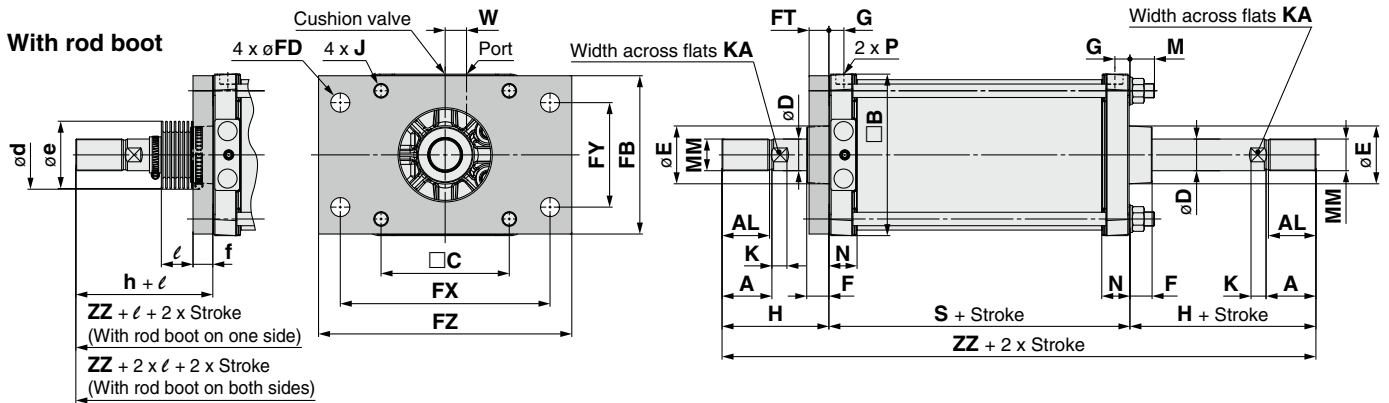 With rod boot
Cushion valve
W
Port
4 x øFD
4 x J
Width across flats KA
FT
G
2 x P
Width across flats KA
G
M
ød
øe
FY
FB
øE
MM
øD
□B
øD
MM
øE
ℓ
f
h + ℓ
ZZ + ℓ + 2 x Stroke
(With rod boot on one side)
ZZ + 2 x ℓ + 2 x Stroke
(With rod boot on both sides)
□C
FX
FZ
AL
K
N
A
F
H
S + Stroke
N
F
K
A
AL
H + Stroke
ZZ + 2 x Stroke